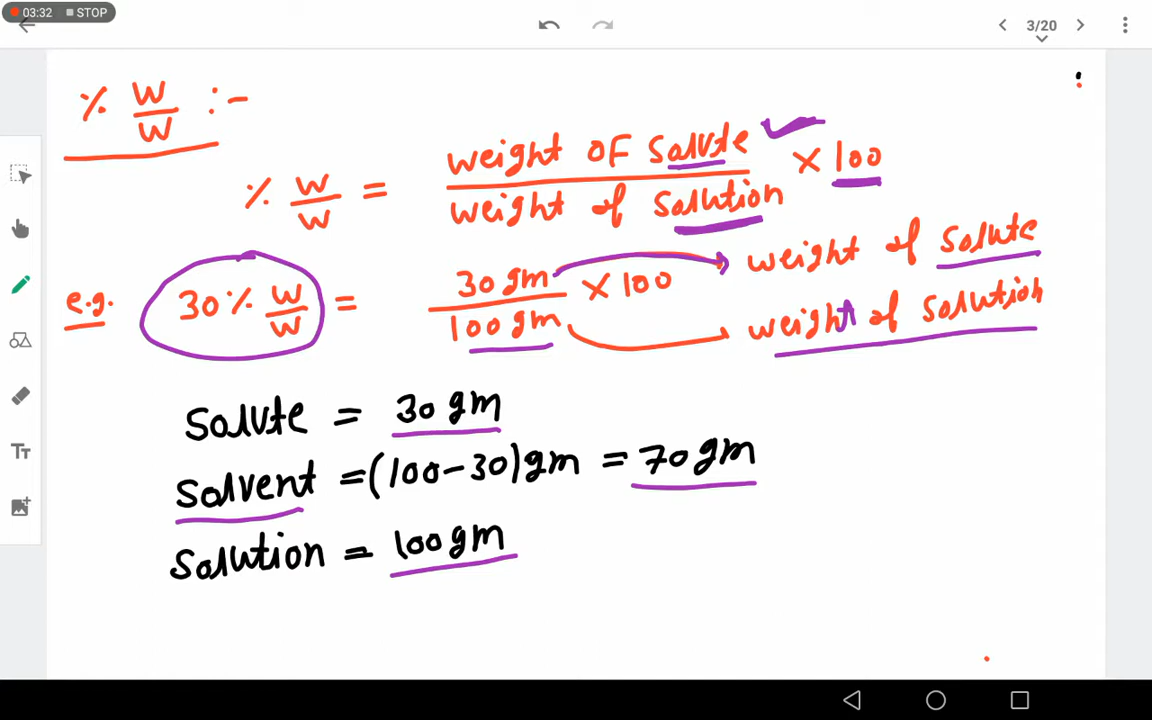 03:32 STOP
3/20
% W/W :-
% W/W = weight of Solute / weight of Solution × 100
e.g. 30% W/W = 30 gm / 100 gm × 100
weight of Solute
weight of Solution
Solute = 30 gm
Solvent = (100-30) gm = 70 gm
Solution = 100 gm
Tt